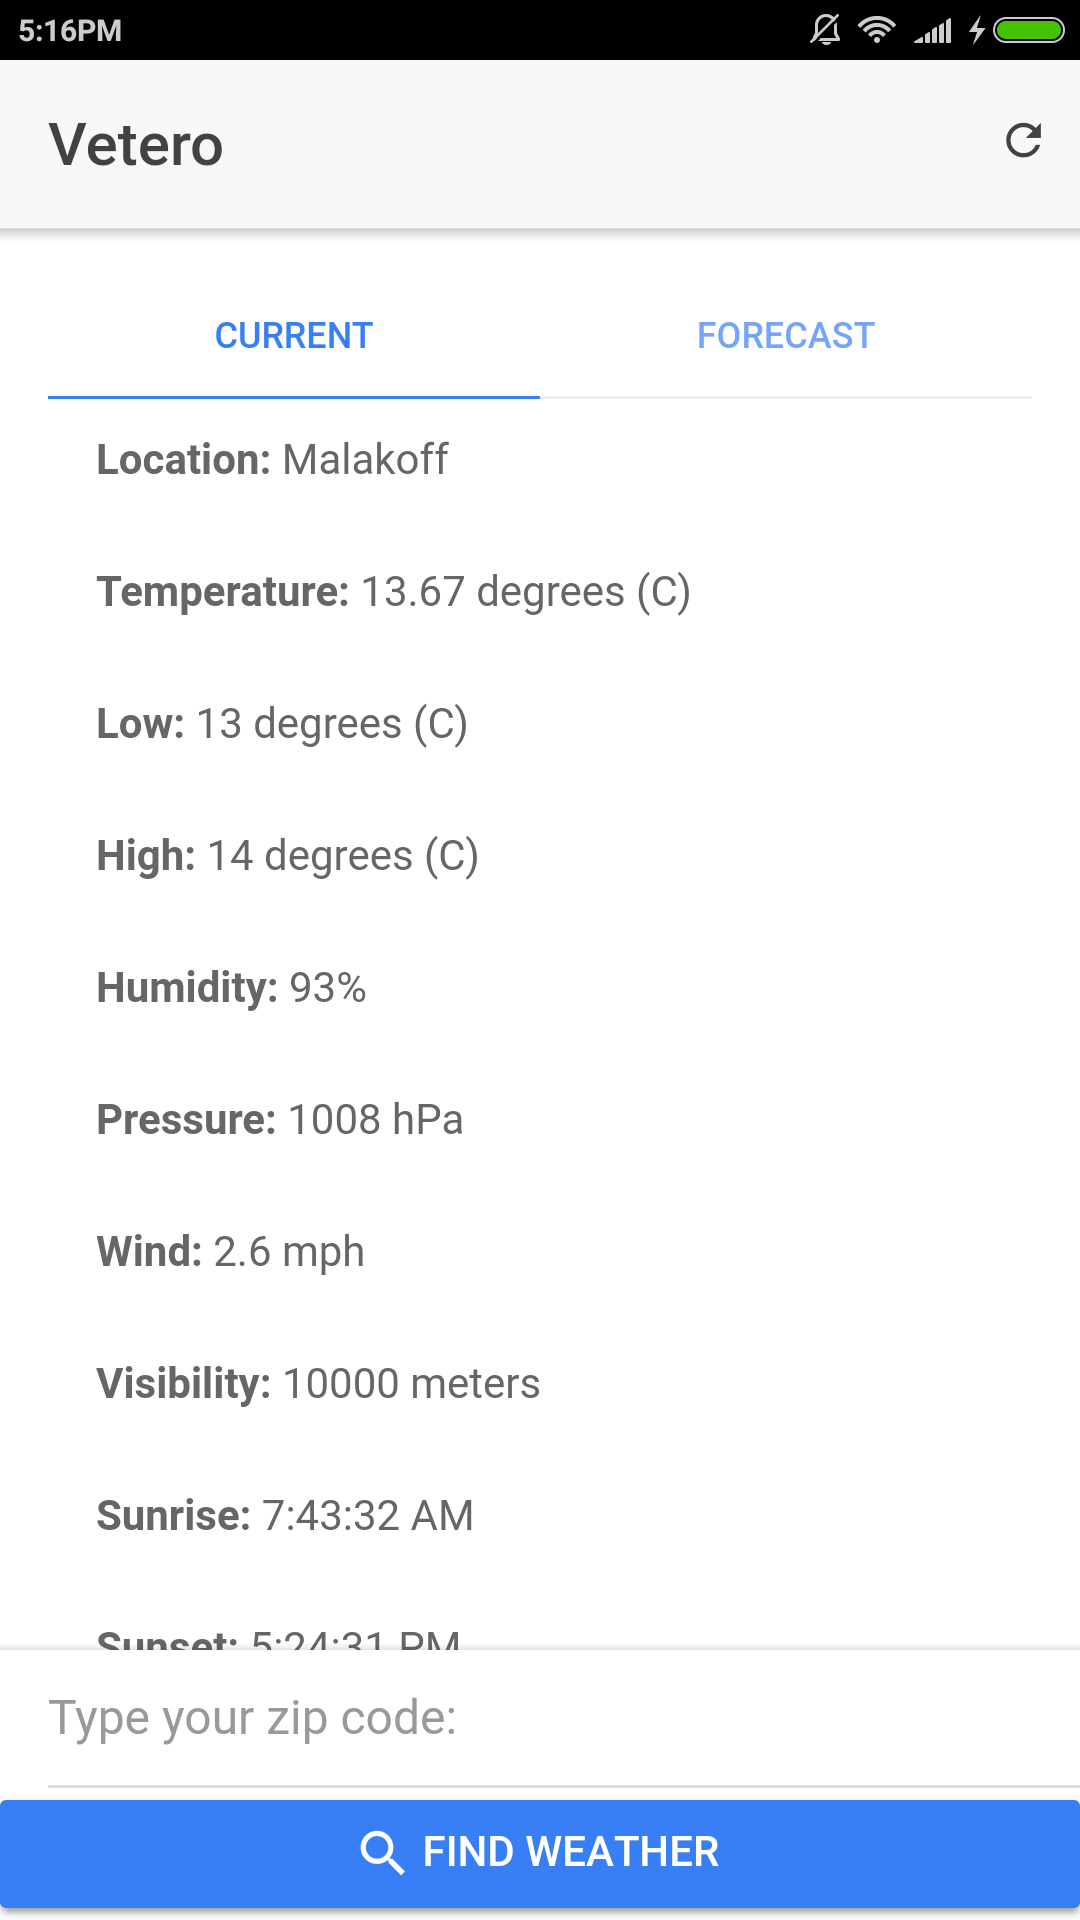 5:16PM
Vetero
CURRENT
FORECAST
Location: Malakoff
Temperature: 13.67 degrees (C)
Low: 13 degrees (C)
High: 14 degrees (C)
Humidity: 93%
Pressure: 1008 hPa
Wind: 2.6 mph
Visibility: 10000 meters
Sunrise: 7:43:32 AM
Sunset: 5:24:31 PM
Type your zip code:
FIND WEATHER